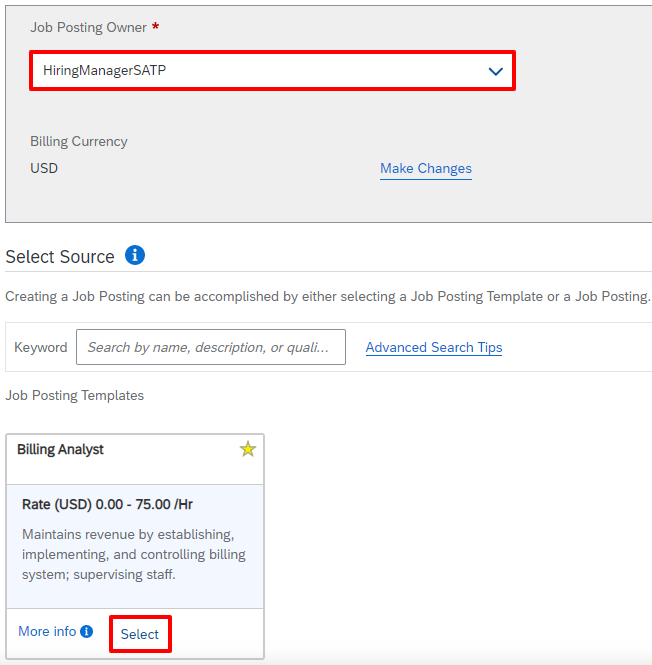 Job Posting Owner *
HiringManagerSATP
Billing Currency
USD
Make Changes
Select Source
Creating a Job Posting can be accomplished by either selecting a Job Posting Template or a Job Posting.
Keyword
Search by name, description, or quali...
Advanced Search Tips
Job Posting Templates
Billing Analyst
Rate (USD) 0.00 - 75.00 /Hr
Maintains revenue by establishing,
implementing, and controlling billing
system; supervising staff.
More info
Select